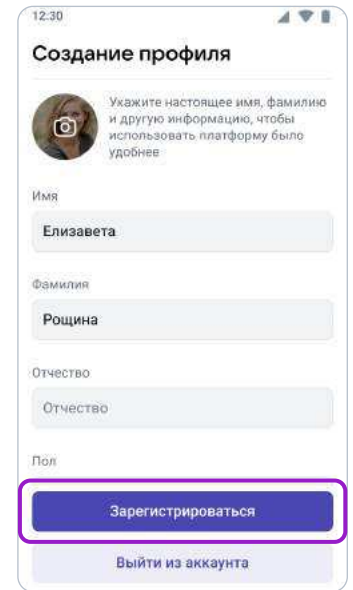 12:30
Создание профиля
Укажите настоящее имя, фамилию
и другую информацию, чтобы
использовать платформу было
удобнее
Имя
Елизавета
Фамилия
Рощина
Отчество
Отчество
Пол
Зарегистрироваться
Выйти из аккаунта